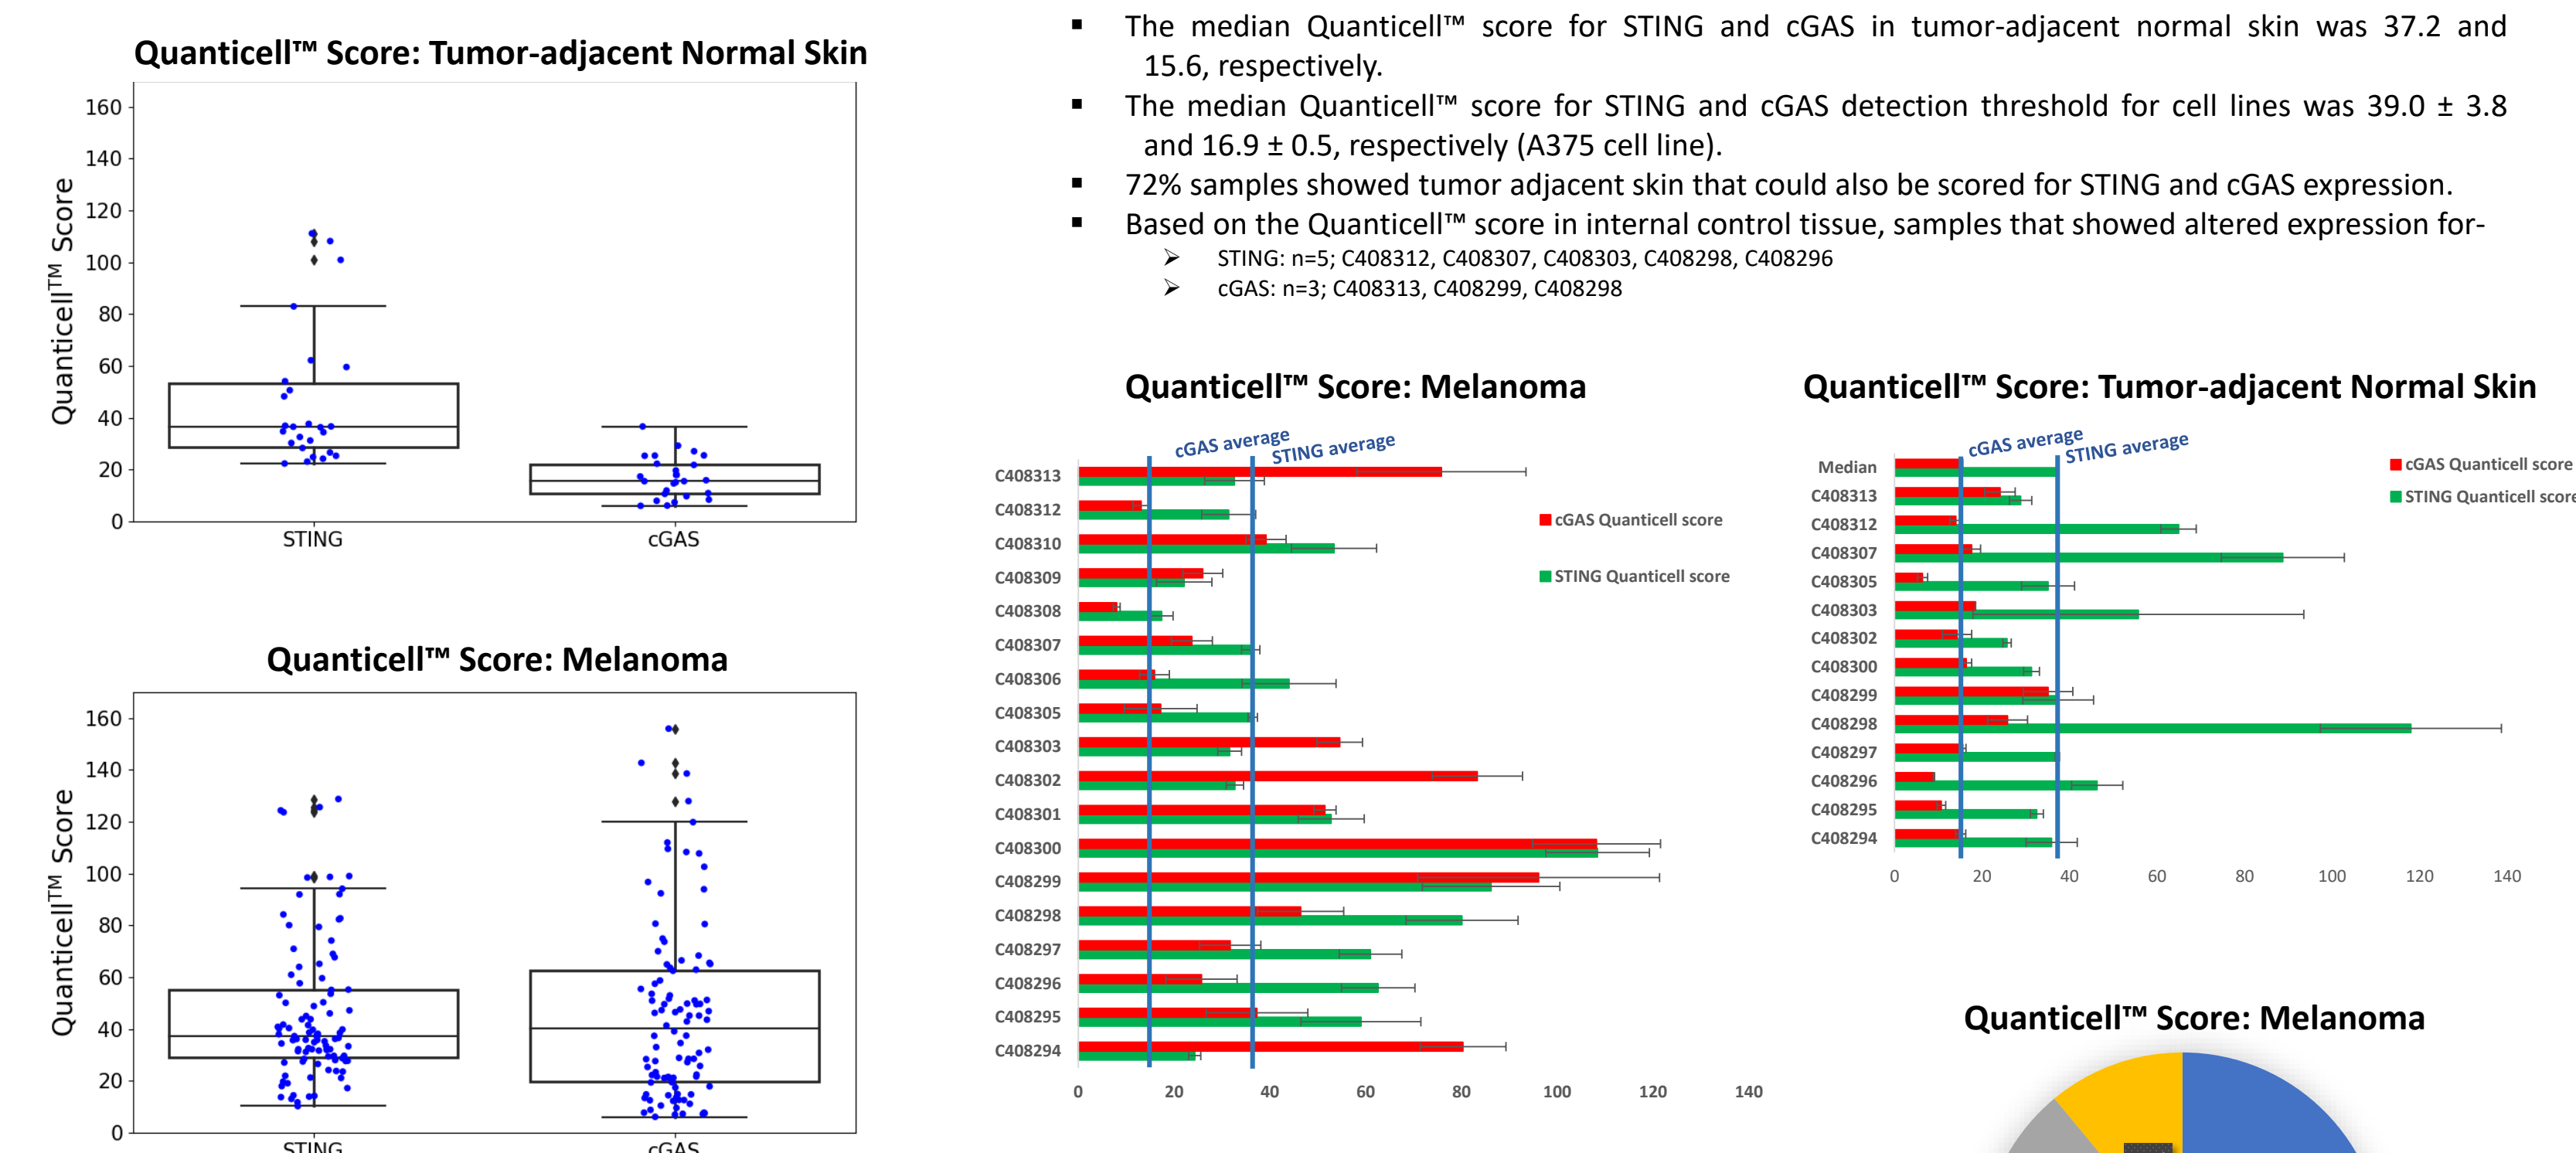 Quanticell™ Score: Tumor-adjacent Normal Skin
Quanticell™ Score
160
140
120
100
80
60
40
20
0
STING
cGAS
Quanticell™ Score: Melanoma
Quanticell™ Score
160
140
120
100
80
60
40
20
0
STING
cGAS
▪ The median Quanticell™ score for STING and cGAS in tumor-adjacent normal skin was 37.2 and
15.6, respectively.
▪ The median Quanticell™ score for STING and cGAS detection threshold for cell lines was 39.0 ± 3.8
and 16.9 ± 0.5, respectively (A375 cell line).
▪ 72% samples showed tumor adjacent skin that could also be scored for STING and cGAS expression.
▪ Based on the Quanticell™ score in internal control tissue, samples that showed altered expression for-
➢ STING: n=5; C408312, C408307, C408303, C408298, C408296
➢ cGAS: n=3; C408313, C408299, C408298
Quanticell™ Score: Melanoma
cGAS average
STING average
C408313
C408312
C408310
C408309
C408308
C408307
C408306
C408305
C408303
C408302
C408301
C408300
C408299
C408298
C408297
C408296
C408295
C408294
0 20 40 60 80 100 120 140
cGAS Quanticell score
STING Quanticell score
Quanticell™ Score: Tumor-adjacent Normal Skin
cGAS average
STING average
Median
C408313
C408312
C408307
C408305
C408303
C408302
C408300
C408299
C408298
C408297
C408296
C408295
C408294
0 20 40 60 80 100 120 140
cGAS Quanticell score
STING Quanticell score
Quanticell™ Score: Melanoma